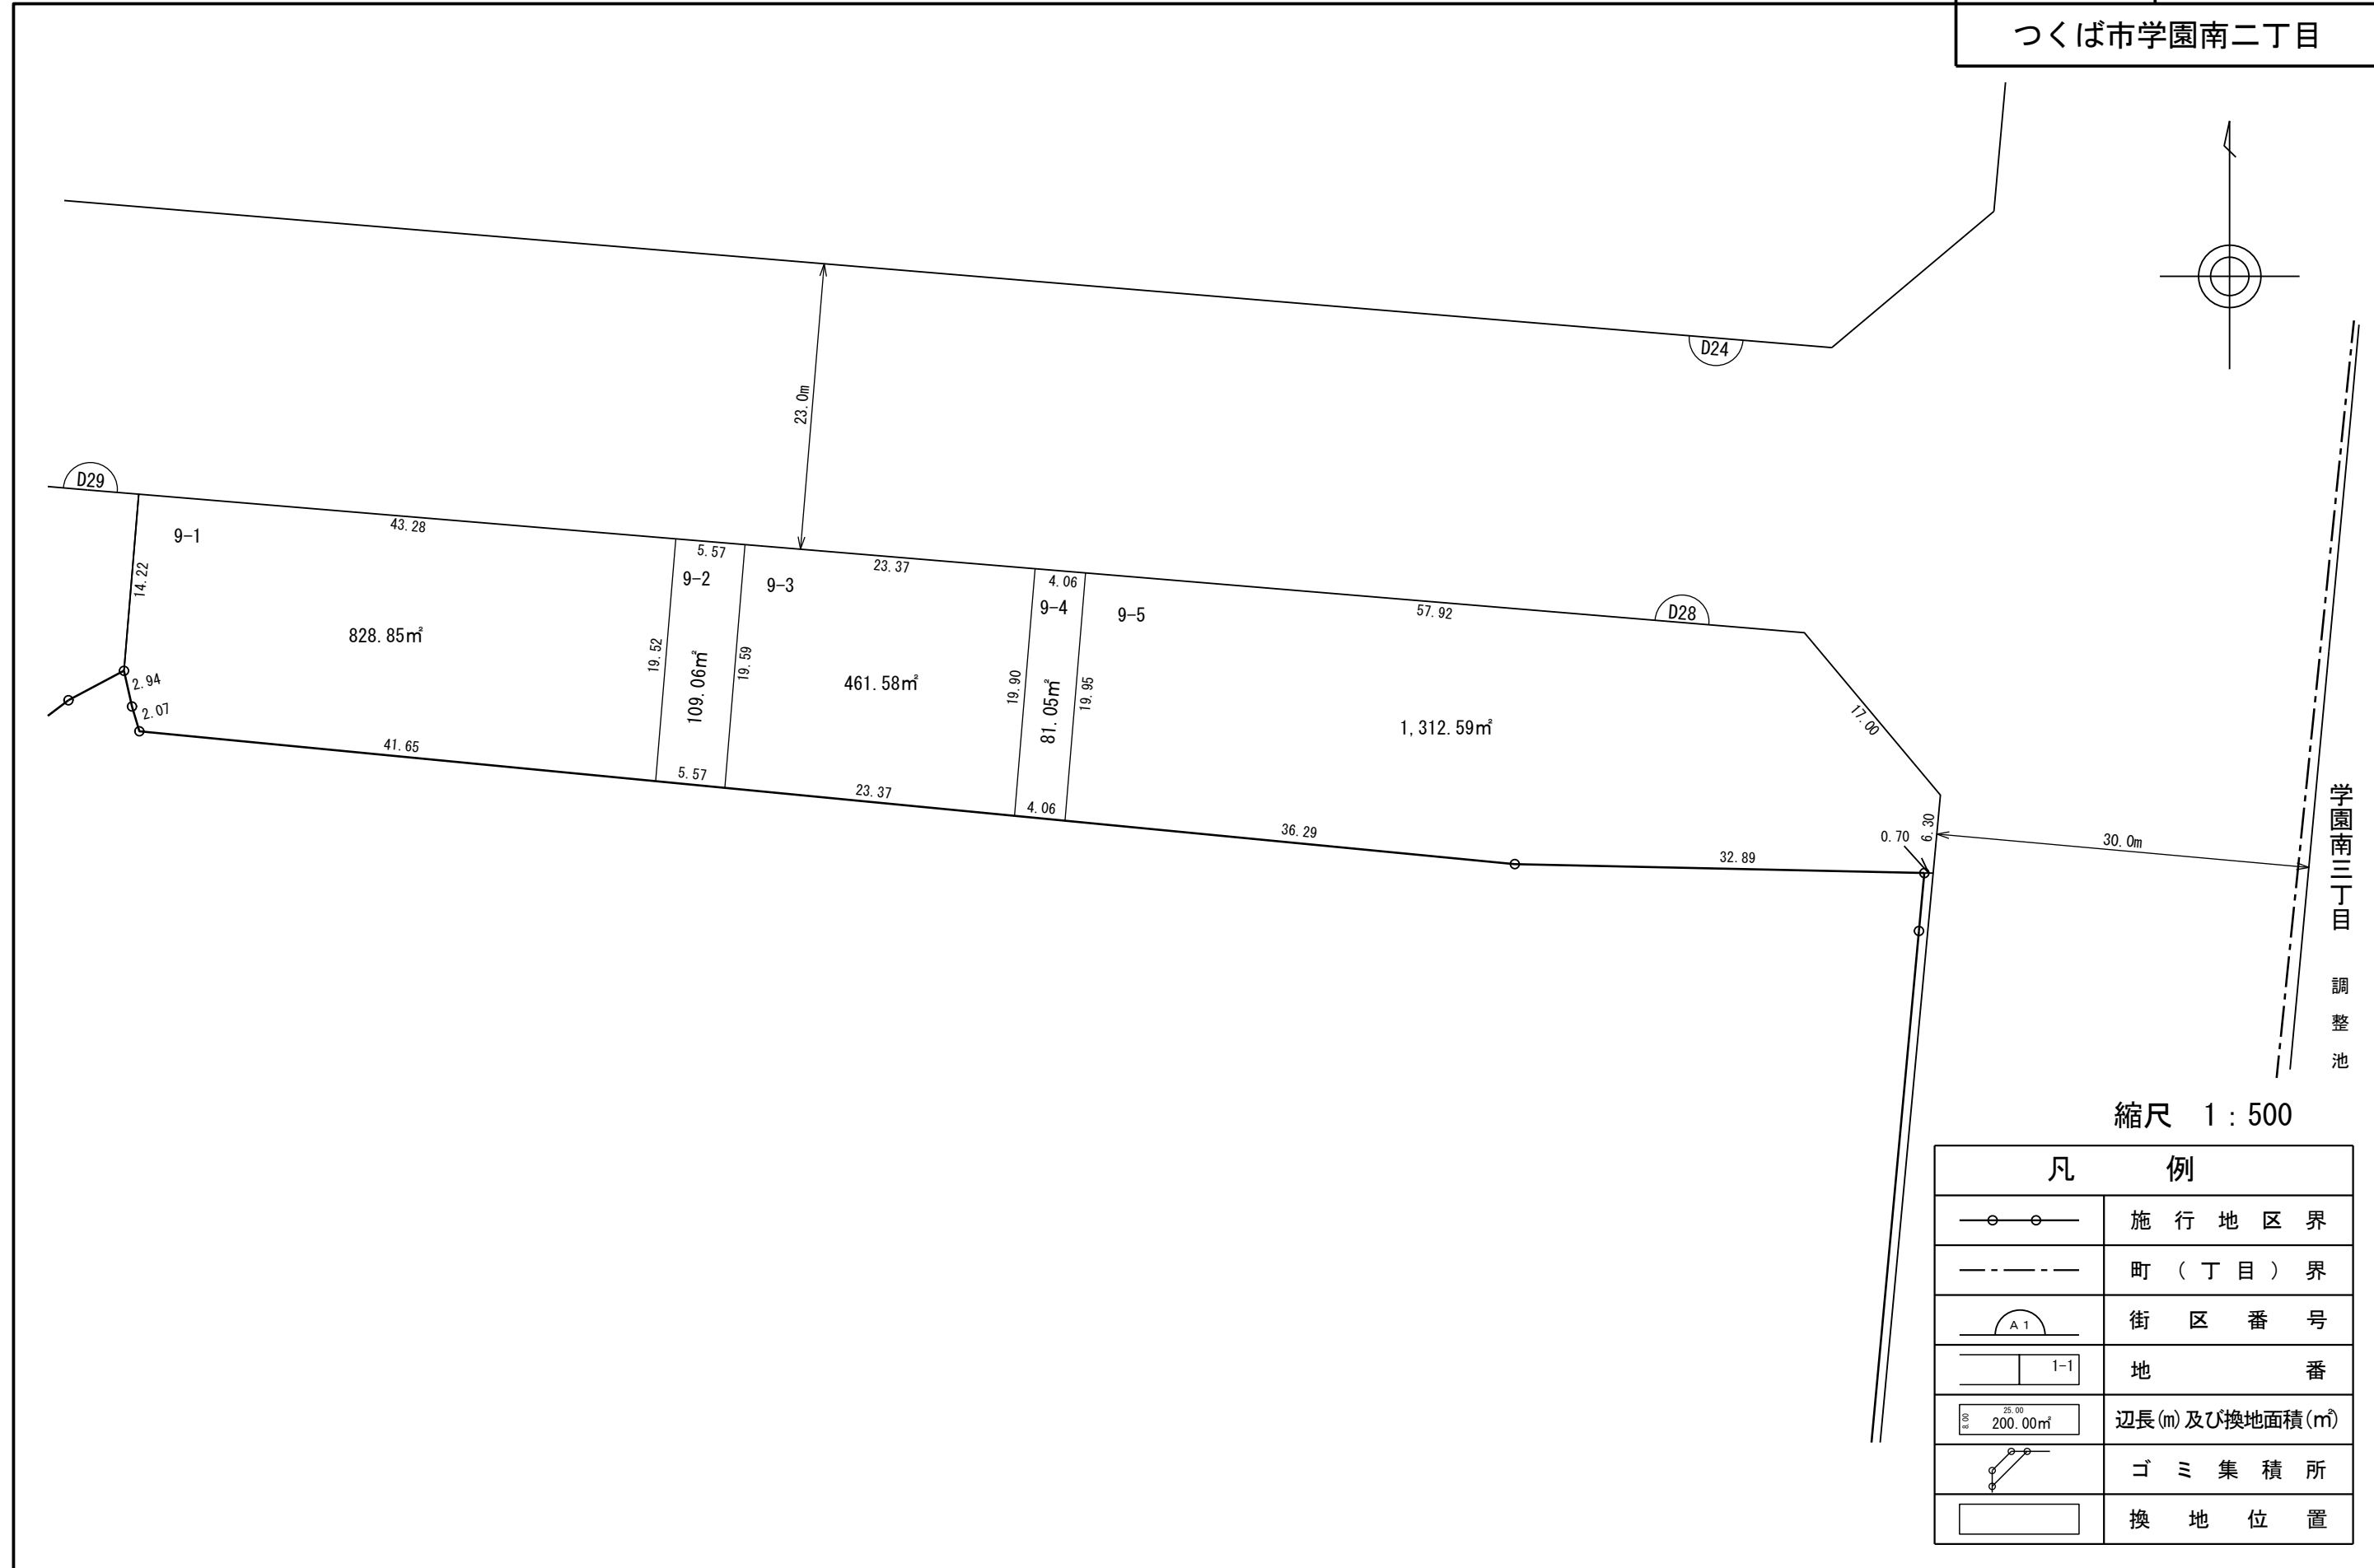 つくば市学園南二丁目
D24
23.0m
D29
9-1
43.28
5.57
9-2
9-3
23.37
4.06
9-4
9-5
57.92
D28
14.22
828.85㎡
19.52
109.06㎡
19.59
461.58㎡
19.90
81.05㎡
19.95
1,312.59㎡
17.00
2.94
2.07
41.65
5.57
23.37
4.06
36.29
32.89
0.70
6.30
30.0m
学園南三丁目
調整池
縮尺 1:500
凡 例
施行地区界
町(丁目)界
A1
街区番号
1-1
地番
8.00
25.00
200.00㎡
辺長(m)及び換地面積(㎡)
ゴミ集積所
換地位置